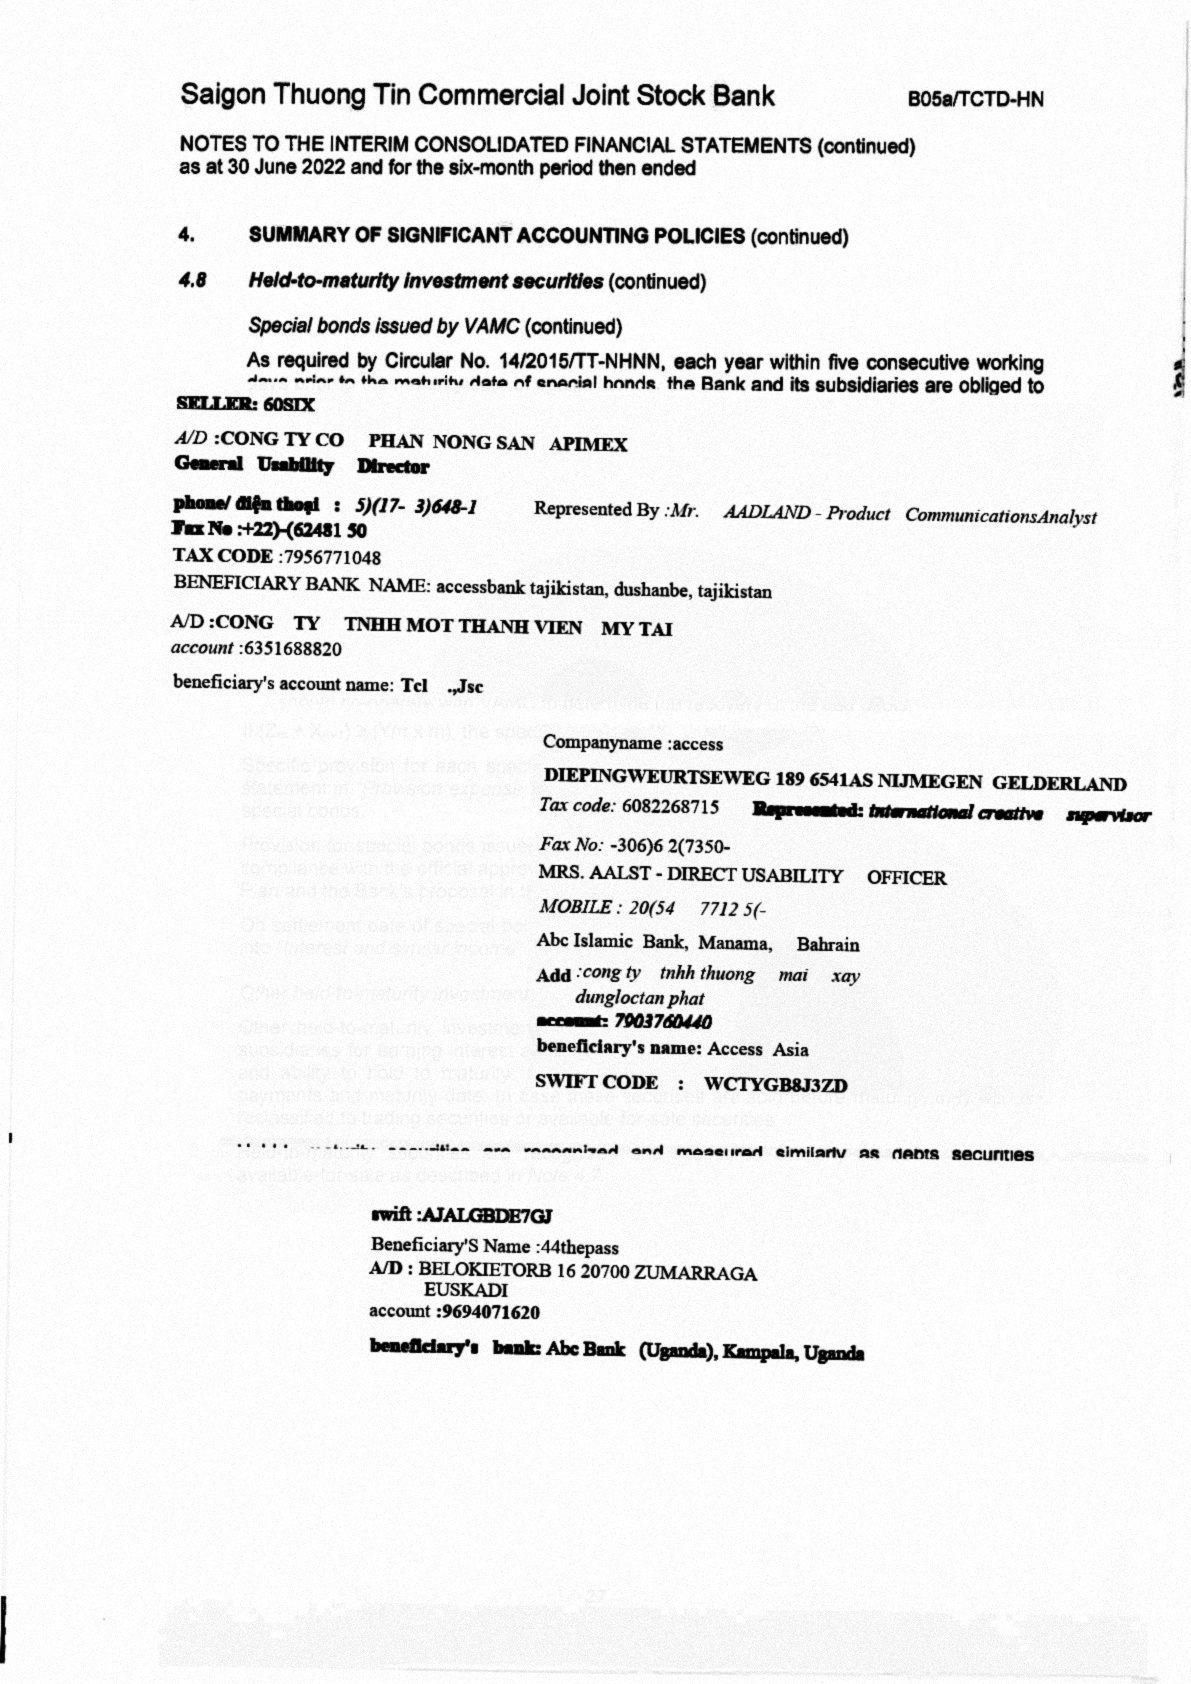 Saigon Thuong Tin Commercial Joint Stock Bank B05a/TCTD-HN
NOTES TO THE INTERIM CONSOLIDATED FINANCIAL STATEMENTS (continued)
as at 30 June 2022 and for the six-month period then ended
4. SUMMARY OF SIGNIFICANT ACCOUNTING POLICIES (continued)
4.8 Held-to-maturity investment securities (continued)
Special bonds issued by VAMC (continued)
As required by Circular No. 14/2015/TT-NHNN, each year within five consecutive working
days prior to the maturity date of special bonds, the Bank and its subsidiaries are obliged to
SELLER: 60SIX
A/D :CONG TY CO PHAN NONG SAN APIMEX
General Usability Director
phone/ điện thoại : 5)(17- 3)648-1 Represented By :Mr. AADLAND - Product CommunicationsAnalyst
Fax No :+22)-(62481 50
TAX CODE :7956771048
BENEFICIARY BANK NAME: accessbank tajikistan, dushanbe, tajikistan
A/D :CONG TY TNHH MOT THANH VIEN MY TAI
account :6351688820
beneficiary's account name: Tcl .,Jsc
Companyname :access
DIEPINGWEURTSEWEG 189 6541AS NIJMEGEN GELDERLAND
Tax code: 6082268715 Represented: international creative supervisor
Fax No: -306)6 2(7350-
MRS. AALST - DIRECT USABILITY OFFICER
MOBILE : 20(54 7712 5(-
Abc Islamic Bank, Manama, Bahrain
Add :cong ty tnhh thuong mai xay
dungloctan phat
account: 7903760440
beneficiary's name: Access Asia
SWIFT CODE : WCTYGB8J3ZD
maturity securities are recognized and measured similarly as debts securities
available-for-sale as described in Note 4.7
swift :AJALGBDE7GJ
Beneficiary'S Name :44thepass
A/D : BELOKIETORB 16 20700 ZUMARRAGA
EUSKADI
account :9694071620
beneficiary's bank: Abc Bank (Uganda), Kampala, Uganda
27